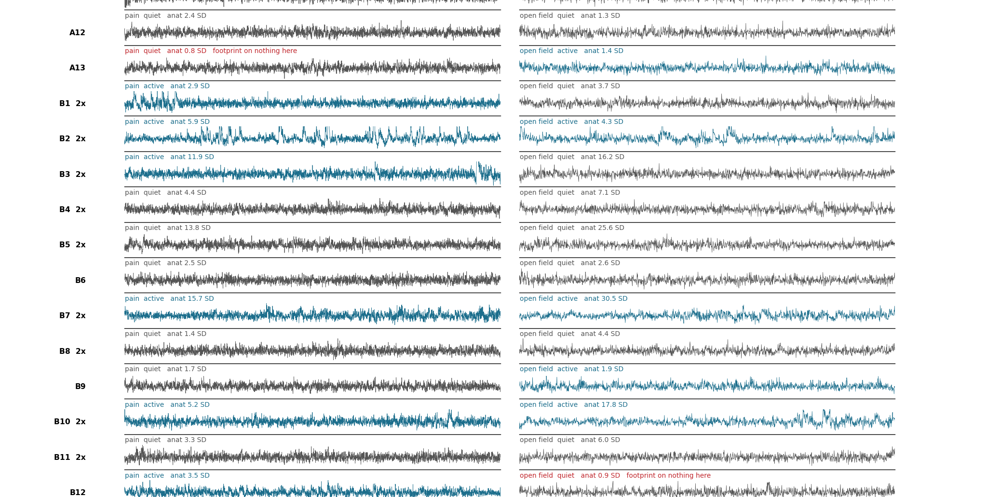 pain  quiet   anat 2.4 SD   open field  quiet   anat 1.3 SD
A12
pain  quiet   anat 0.8 SD   footprint on nothing here   open field  active   anat 1.4 SD
A13
pain  active   anat 2.9 SD   open field  quiet   anat 3.7 SD
B1  2x
pain  active   anat 5.9 SD   open field  active   anat 4.3 SD
B2  2x
pain  active   anat 11.9 SD   open field  quiet   anat 16.2 SD
B3  2x
pain  quiet   anat 4.4 SD   open field  quiet   anat 7.1 SD
B4  2x
pain  quiet   anat 13.8 SD   open field  quiet   anat 25.6 SD
B5  2x
pain  quiet   anat 2.5 SD   open field  quiet   anat 2.6 SD
B6
pain  active   anat 15.7 SD   open field  active   anat 30.5 SD
B7  2x
pain  quiet   anat 1.4 SD   open field  quiet   anat 4.4 SD
B8  2x
pain  quiet   anat 1.7 SD   open field  active   anat 1.9 SD
B9
pain  active   anat 5.2 SD   open field  active   anat 17.8 SD
B10  2x
pain  quiet   anat 3.3 SD   open field  quiet   anat 6.0 SD
B11  2x
pain  active   anat 3.5 SD   open field  quiet   anat 0.9 SD   footprint on nothing here
B12